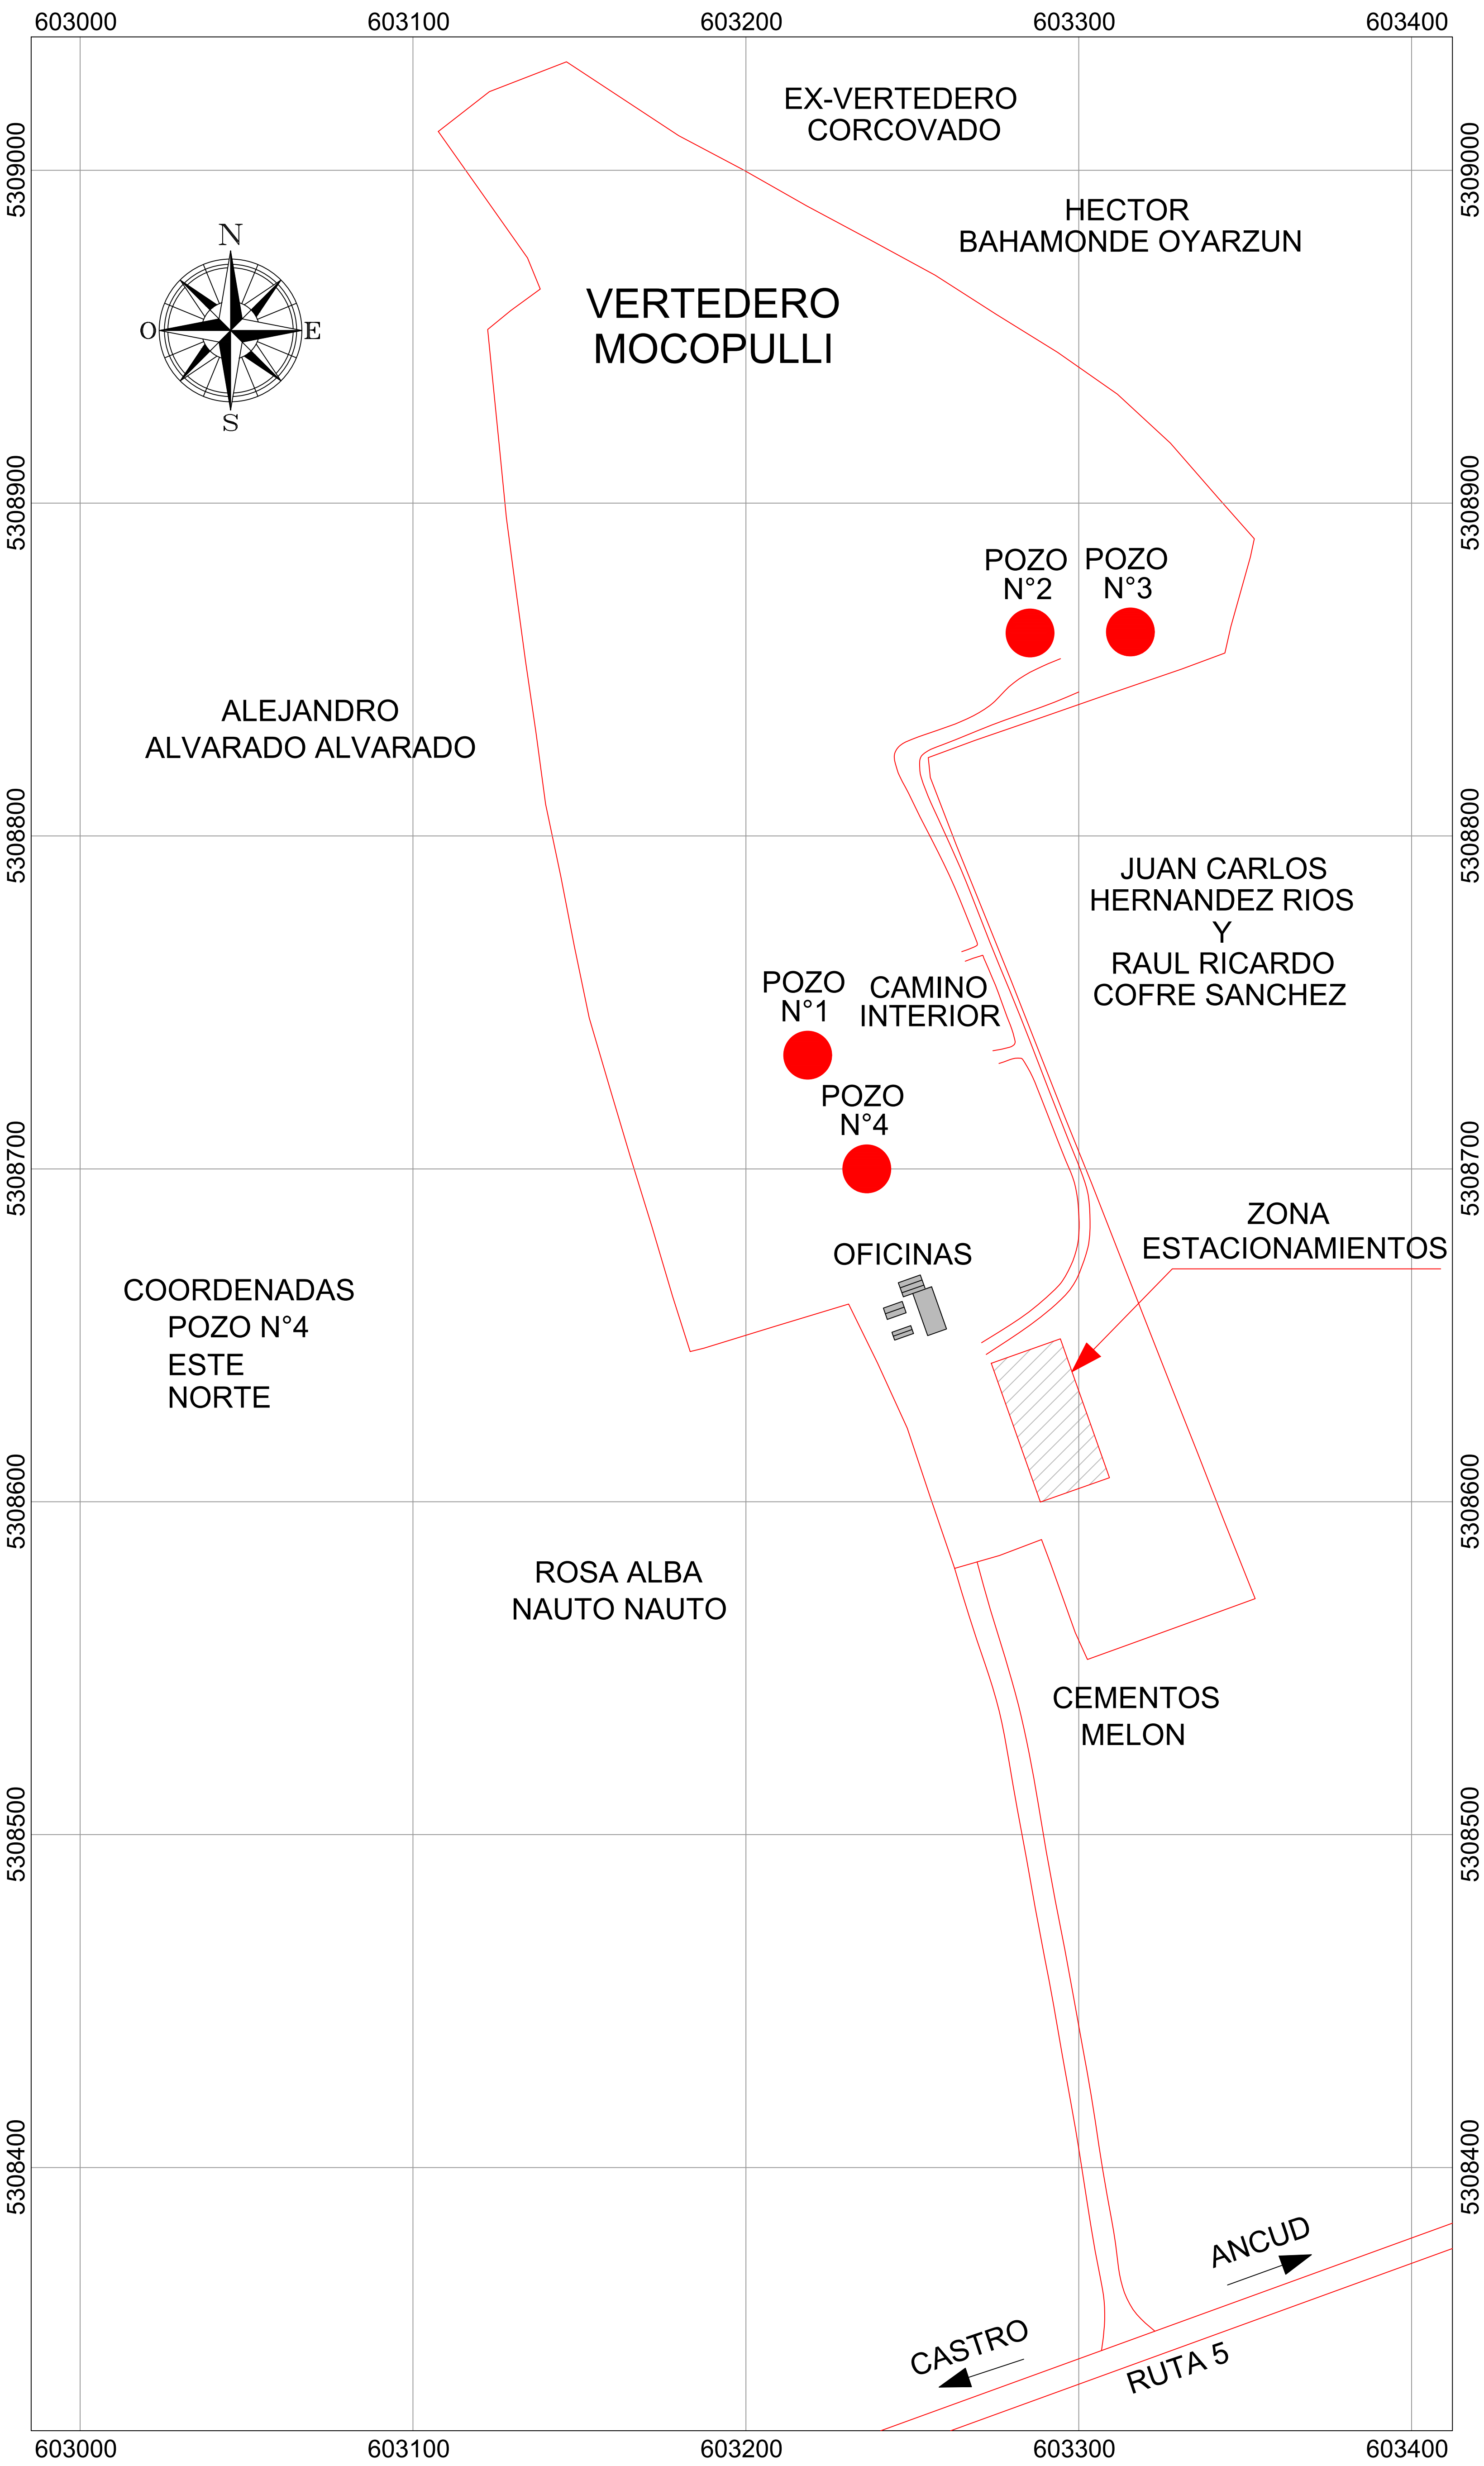 603000
603100
603200
603300
603400
EX-VERTEDERO
CORCOVADO
5309000
5309000
HECTOR
BAHAMONDE OYARZUN
N
O
E
S
VERTEDERO
MOCOPULLI
5308900
5308900
POZO
N°2
POZO
N°3
ALEJANDRO
ALVARADO ALVARADO
5308800
5308800
JUAN CARLOS
HERNANDEZ RIOS
Y
RAUL RICARDO
COFRE SANCHEZ
POZO
N°1
CAMINO
INTERIOR
POZO
N°4
5308700
5308700
ZONA
ESTACIONAMIENTOS
OFICINAS
COORDENADAS
POZO N°4
ESTE
NORTE
5308600
5308600
ROSA ALBA
NAUTO NAUTO
CEMENTOS
MELON
5308500
5308500
5308400
5308400
ANCUD
CASTRO
RUTA 5
603000
603100
603200
603300
603400